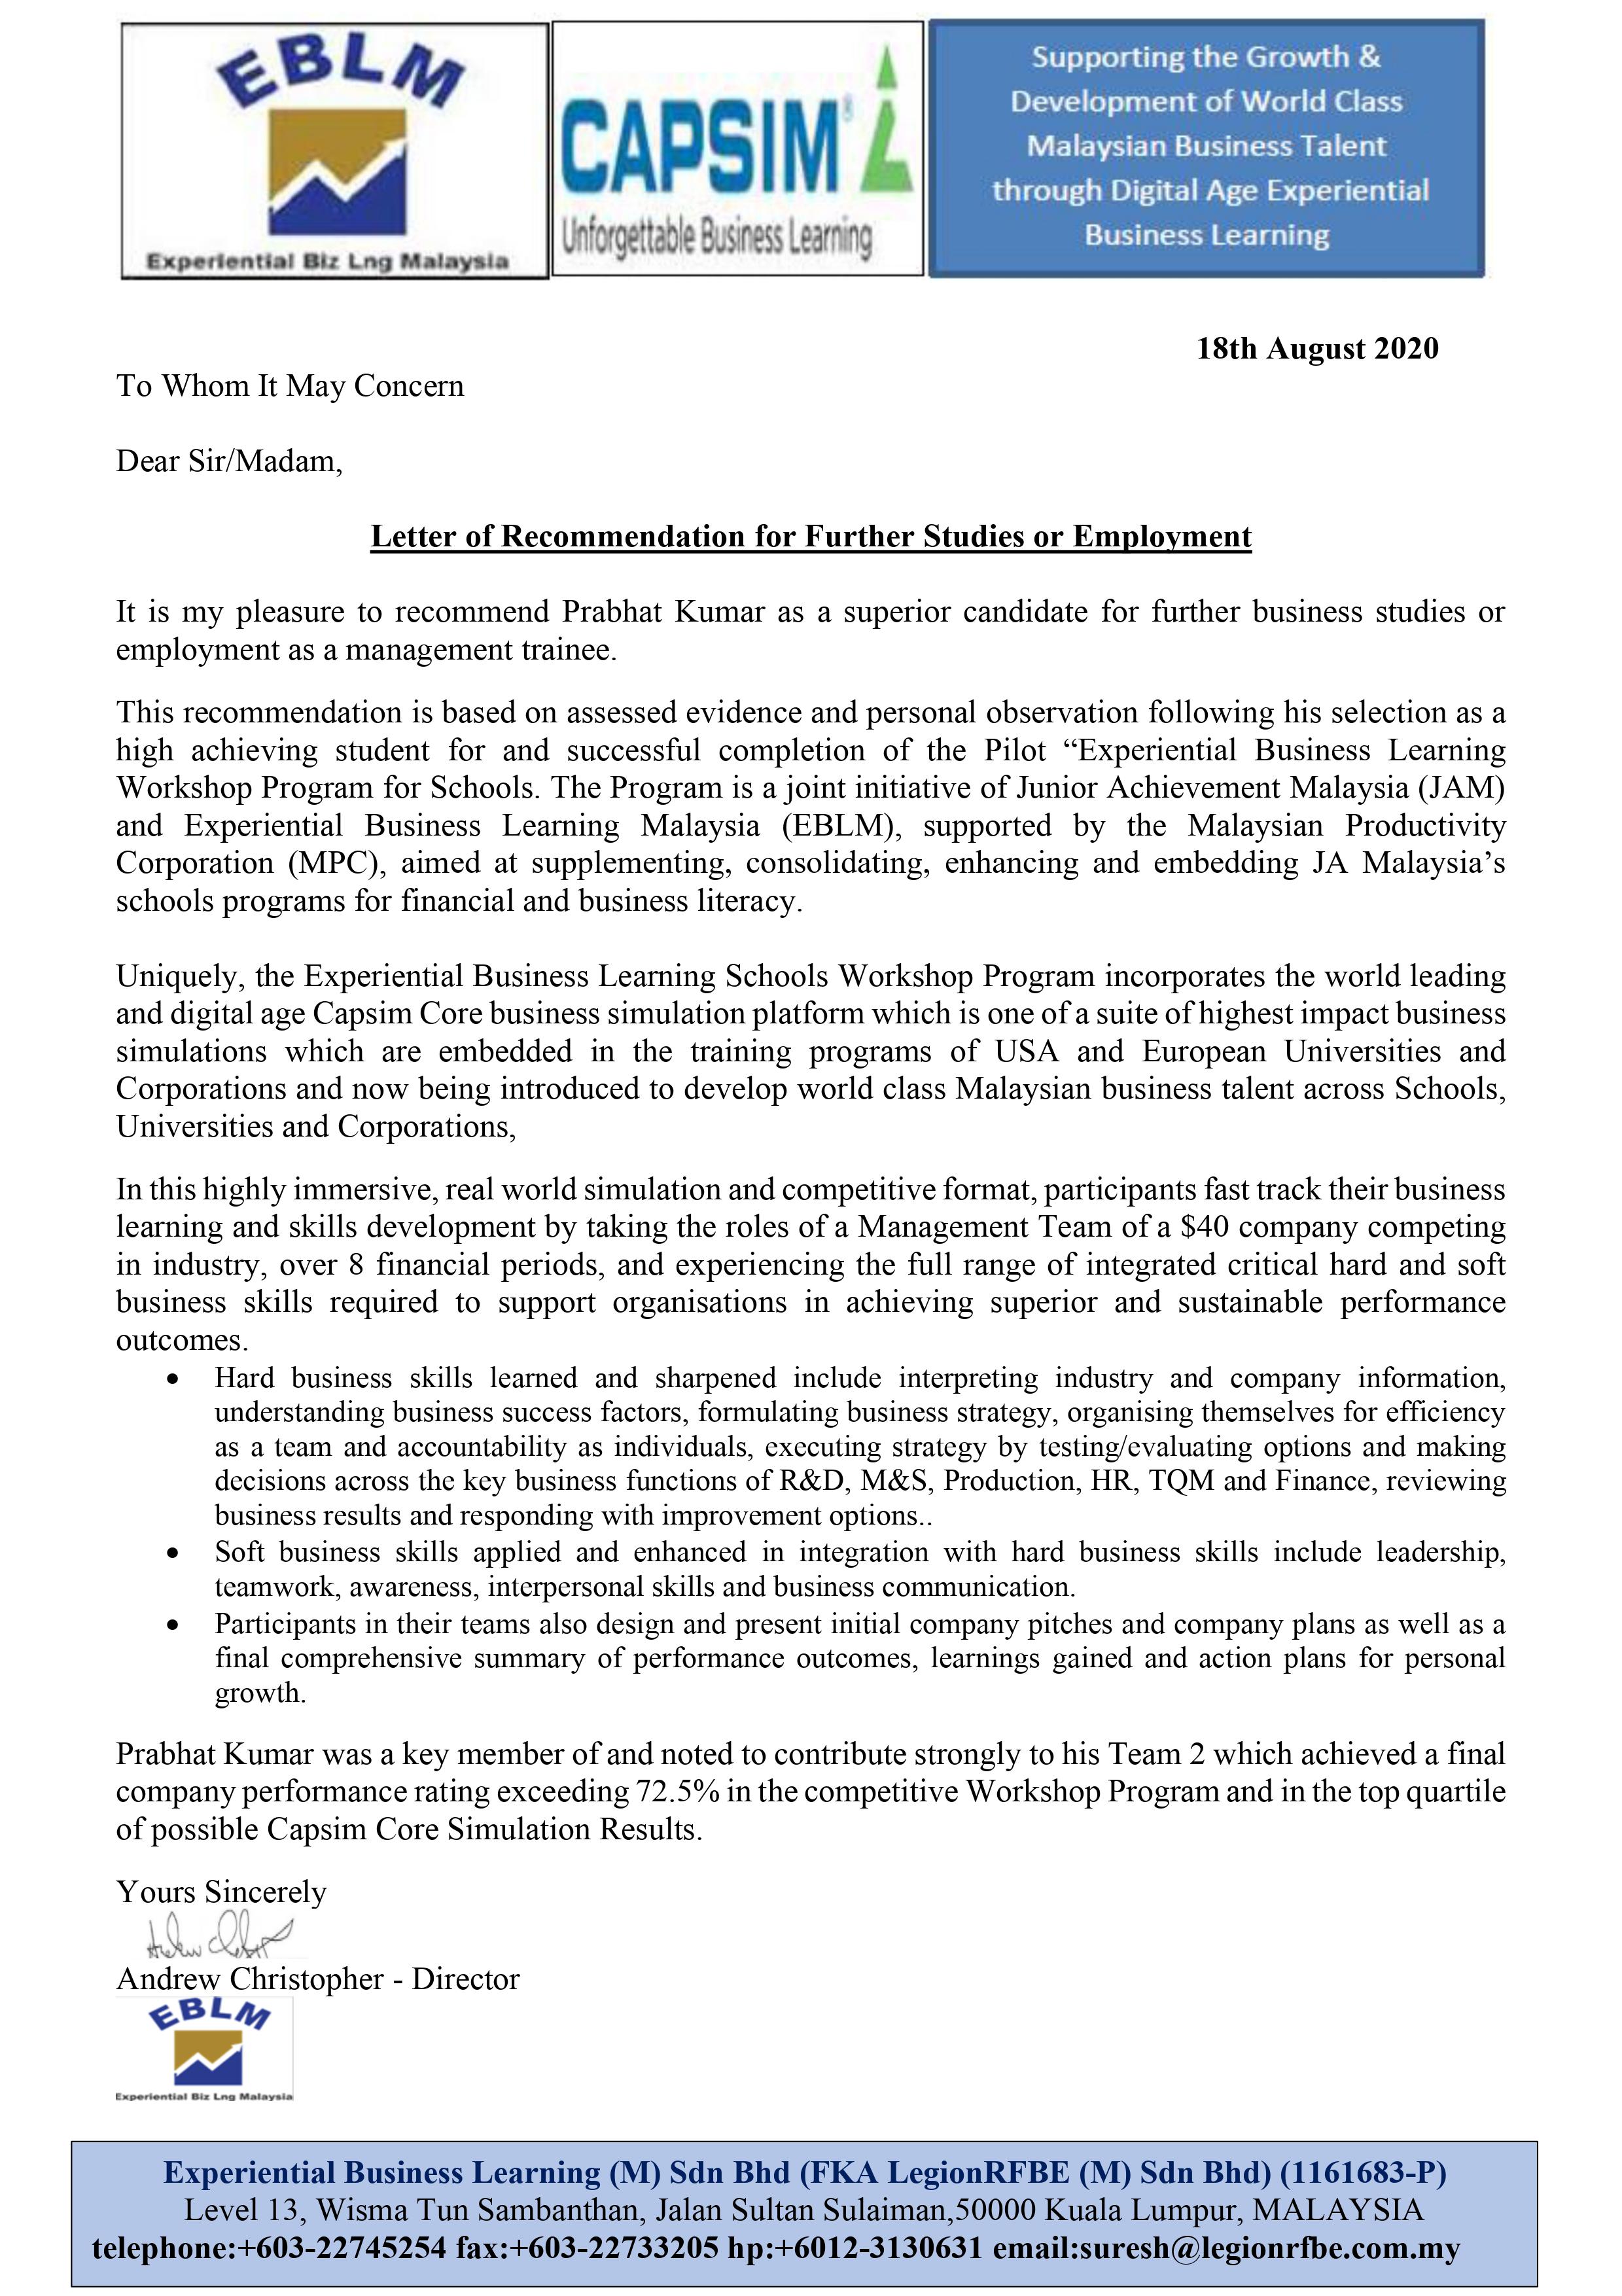 EBLM
Experiential Biz Lng Malaysia
CAPSIM®
Unforgettable Business Learning
Supporting the Growth &
Development of World Class
Malaysian Business Talent
through Digital Age Experiential
Business Learning
18th August 2020
To Whom It May Concern
Dear Sir/Madam,
Letter of Recommendation for Further Studies or Employment
It is my pleasure to recommend Prabhat Kumar as a superior candidate for further business studies or
employment as a management trainee.
This recommendation is based on assessed evidence and personal observation following his selection as a
high achieving student for and successful completion of the Pilot “Experiential Business Learning
Workshop Program for Schools. The Program is a joint initiative of Junior Achievement Malaysia (JAM)
and Experiential Business Learning Malaysia (EBLM), supported by the Malaysian Productivity
Corporation (MPC), aimed at supplementing, consolidating, enhancing and embedding JA Malaysia’s
schools programs for financial and business literacy.
Uniquely, the Experiential Business Learning Schools Workshop Program incorporates the world leading
and digital age Capsim Core business simulation platform which is one of a suite of highest impact business
simulations which are embedded in the training programs of USA and European Universities and
Corporations and now being introduced to develop world class Malaysian business talent across Schools,
Universities and Corporations,
In this highly immersive, real world simulation and competitive format, participants fast track their business
learning and skills development by taking the roles of a Management Team of a $40 company competing
in industry, over 8 financial periods, and experiencing the full range of integrated critical hard and soft
business skills required to support organisations in achieving superior and sustainable performance
outcomes.
• Hard business skills learned and sharpened include interpreting industry and company information,
understanding business success factors, formulating business strategy, organising themselves for efficiency
as a team and accountability as individuals, executing strategy by testing/evaluating options and making
decisions across the key business functions of R&D, M&S, Production, HR, TQM and Finance, reviewing
business results and responding with improvement options..
• Soft business skills applied and enhanced in integration with hard business skills include leadership,
teamwork, awareness, interpersonal skills and business communication.
• Participants in their teams also design and present initial company pitches and company plans as well as a
final comprehensive summary of performance outcomes, learnings gained and action plans for personal
growth.
Prabhat Kumar was a key member of and noted to contribute strongly to his Team 2 which achieved a final
company performance rating exceeding 72.5% in the competitive Workshop Program and in the top quartile
of possible Capsim Core Simulation Results.
Yours Sincerely
Andrew Christopher - Director
EBLM
Experiential Biz Lng Malaysia
Experiential Business Learning (M) Sdn Bhd (FKA LegionRFBE (M) Sdn Bhd) (1161683-P)
Level 13, Wisma Tun Sambanthan, Jalan Sultan Sulaiman,50000 Kuala Lumpur, MALAYSIA
telephone:+603-22745254 fax:+603-22733205 hp:+6012-3130631 email:suresh@legionrfbe.com.my